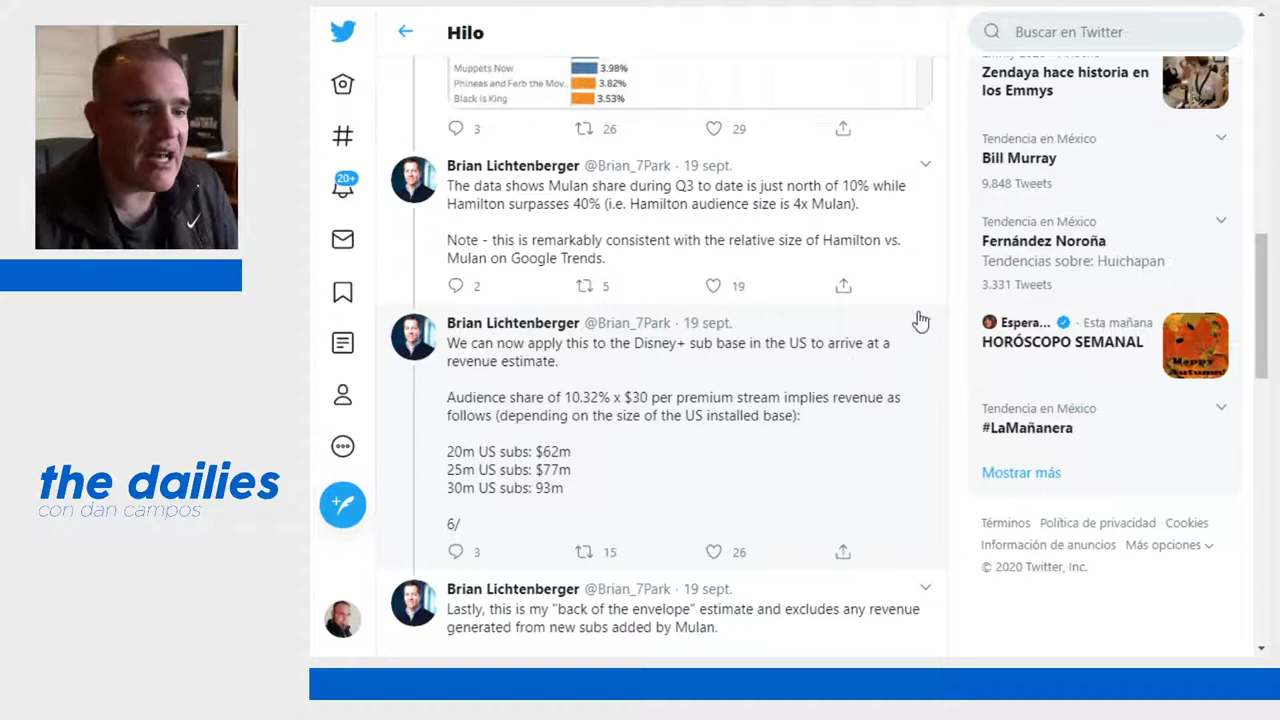 Hilo
Buscar en Twitter
20+
Muppets Now 3.98%
Phineas and Ferb the Mov.. 3.82%
Black is King 3.53%
3 26 29
Brian Lichtenberger @Brian_7Park · 19 sept.
The data shows Mulan share during Q3 to date is just north of 10% while
Hamilton surpasses 40% (i.e. Hamilton audience size is 4x Mulan).
Note - this is remarkably consistent with the relative size of Hamilton vs.
Mulan on Google Trends.
2 5 19
Brian Lichtenberger @Brian_7Park · 19 sept.
We can now apply this to the Disney+ sub base in the US to arrive at a
revenue estimate.
Audience share of 10.32% x $30 per premium stream implies revenue as
follows (depending on the size of the US installed base):
20m US subs: $62m
25m US subs: $77m
30m US subs: 93m
6/
3 15 26
Brian Lichtenberger @Brian_7Park · 19 sept.
Lastly, this is my "back of the envelope" estimate and excludes any revenue
generated from new subs added by Mulan.
Zendaya hace historia en
los Emmys
Tendencia en México
Bill Murray
9.848 Tweets
Tendencia en México
Fernández Noroña
Tendencias sobre: Huichapan
3.331 Tweets
Espera... · Esta mañana
HORÓSCOPO SEMANAL
Happy
Autumn!
Tendencia en México
#LaMañanera
Mostrar más
Términos Política de privacidad Cookies
Información de anuncios Más opciones
© 2020 Twitter, Inc.
the dailies
con dan campos